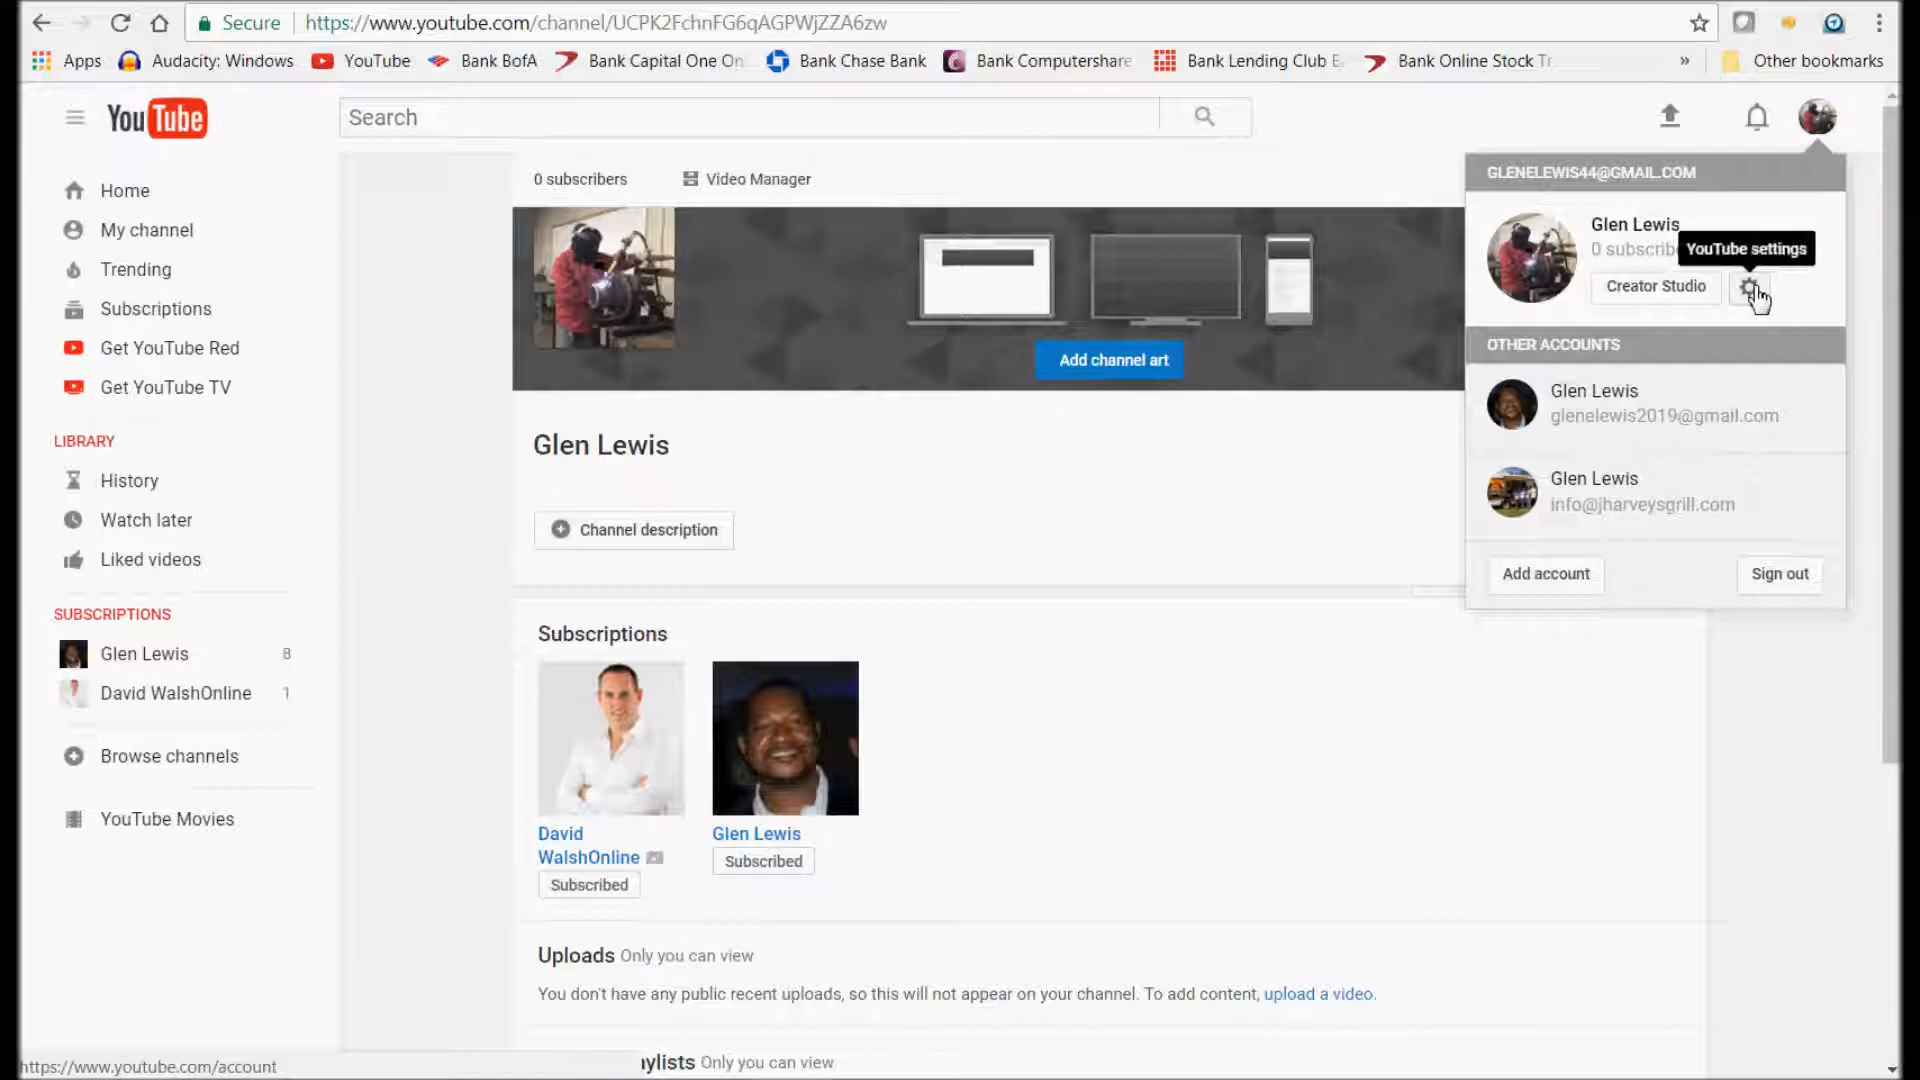 Secure https://www.youtube.com/channel/UCPK2FchnFG6qAGPWjZZA6zw
Apps Audacity: Windows YouTube Bank BofA Bank Capital One On Bank Chase Bank Bank Computershare Bank Lending Club Bank Online Stock Tr » Other bookmarks
YouTube
Search
Home
My channel
Trending
Subscriptions
Get YouTube Red
Get YouTube TV
LIBRARY
History
Watch later
Liked videos
SUBSCRIPTIONS
Glen Lewis 8
David WalshOnline 1
Browse channels
YouTube Movies
0 subscribers Video Manager
Add channel art
Glen Lewis
Channel description
Subscriptions
David
WalshOnline
Subscribed
Glen Lewis
Subscribed
Uploads Only you can view
You don't have any public recent uploads, so this will not appear on your channel. To add content, upload a video.
ylists Only you can view
GLENELEWIS44@GMAIL.COM
Glen Lewis
0 subscribe
YouTube settings
Creator Studio
OTHER ACCOUNTS
Glen Lewis
glenelewis2019@gmail.com
Glen Lewis
info@jharveysgrill.com
Add account Sign out
https://www.youtube.com/account